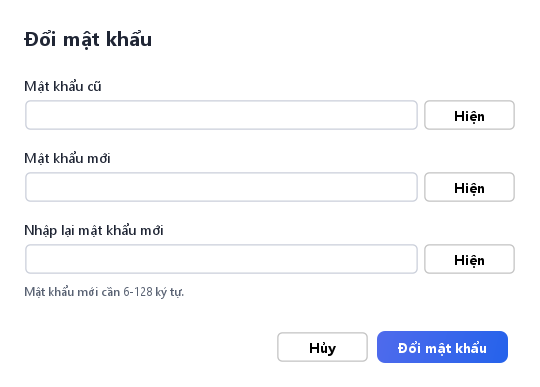 Đổi mật khẩu
Mật khẩu cũ
Hiện
Mật khẩu mới
Hiện
Nhập lại mật khẩu mới
Hiện
Mật khẩu mới cần 6-128 ký tự.
Hủy Đổi mật khẩu